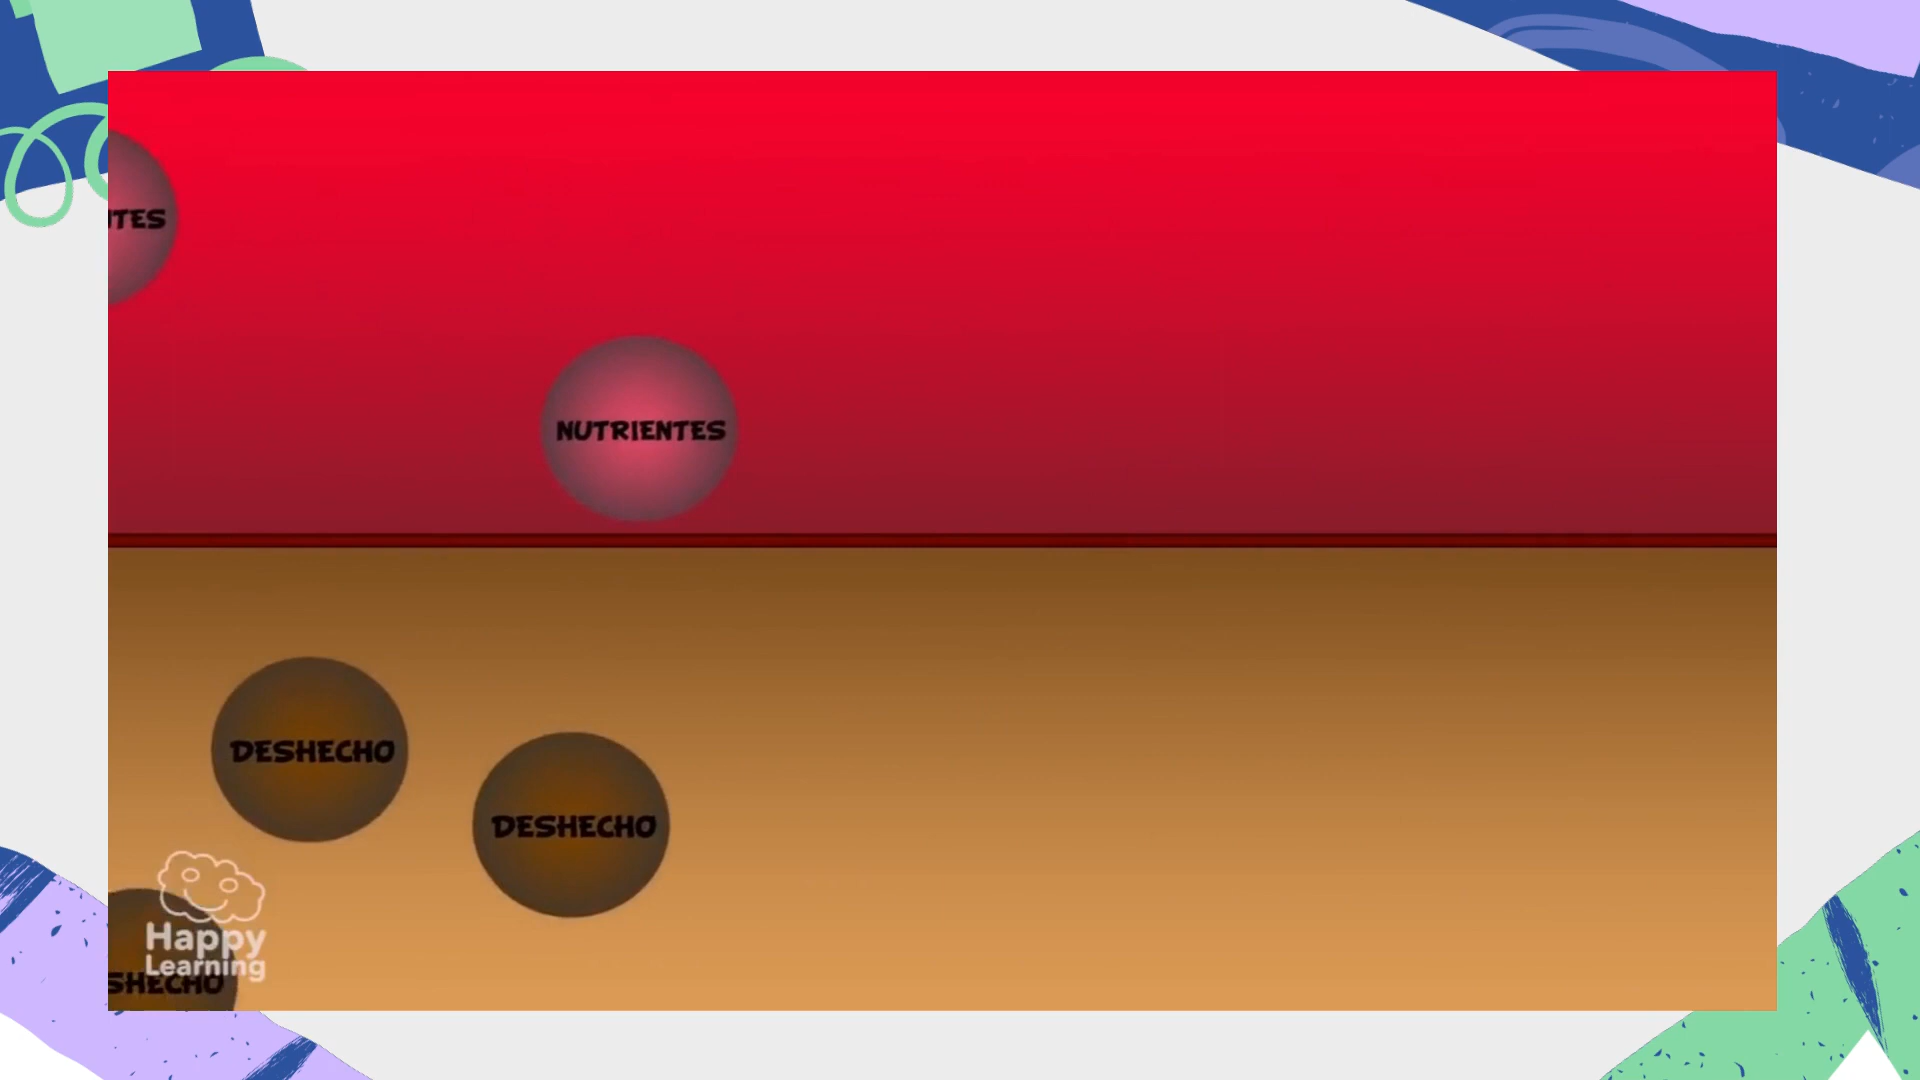 NUTRIENTES
DESHECHO
DESHECHO
Happy
Learning